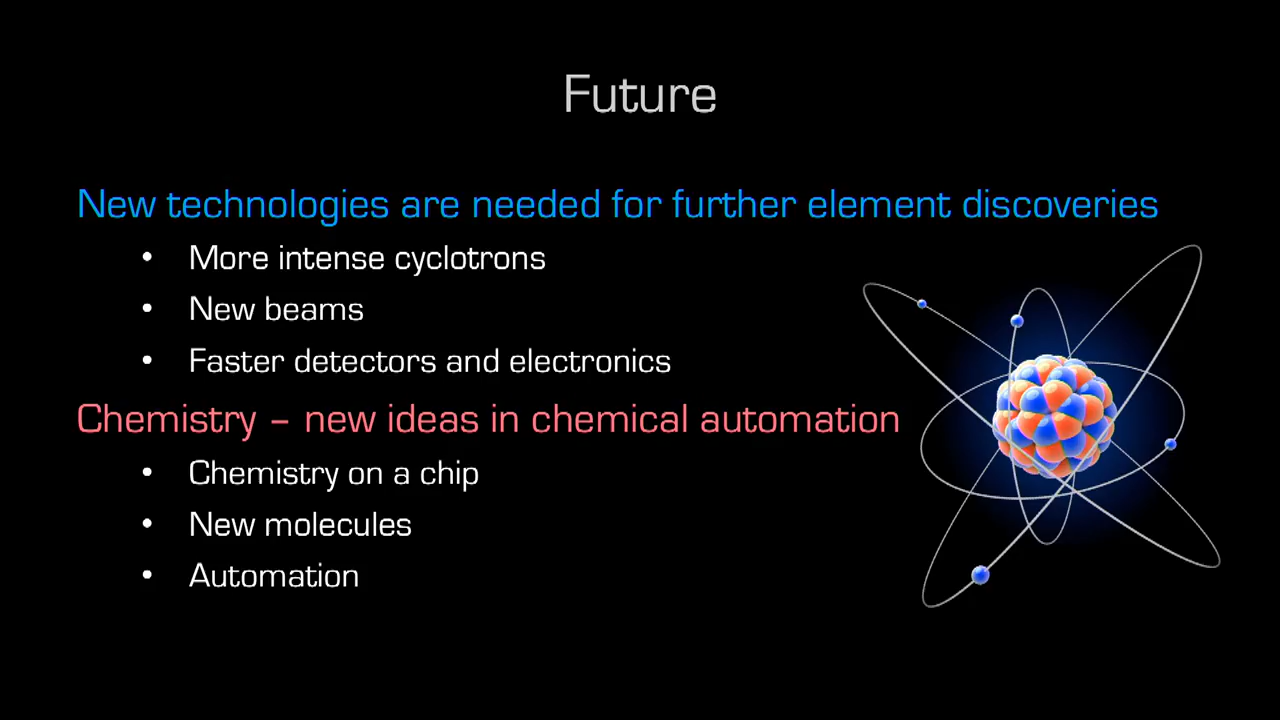 Future
New technologies are needed for further element discoveries
• More intense cyclotrons
• New beams
• Faster detectors and electronics
Chemistry – new ideas in chemical automation
• Chemistry on a chip
• New molecules
• Automation